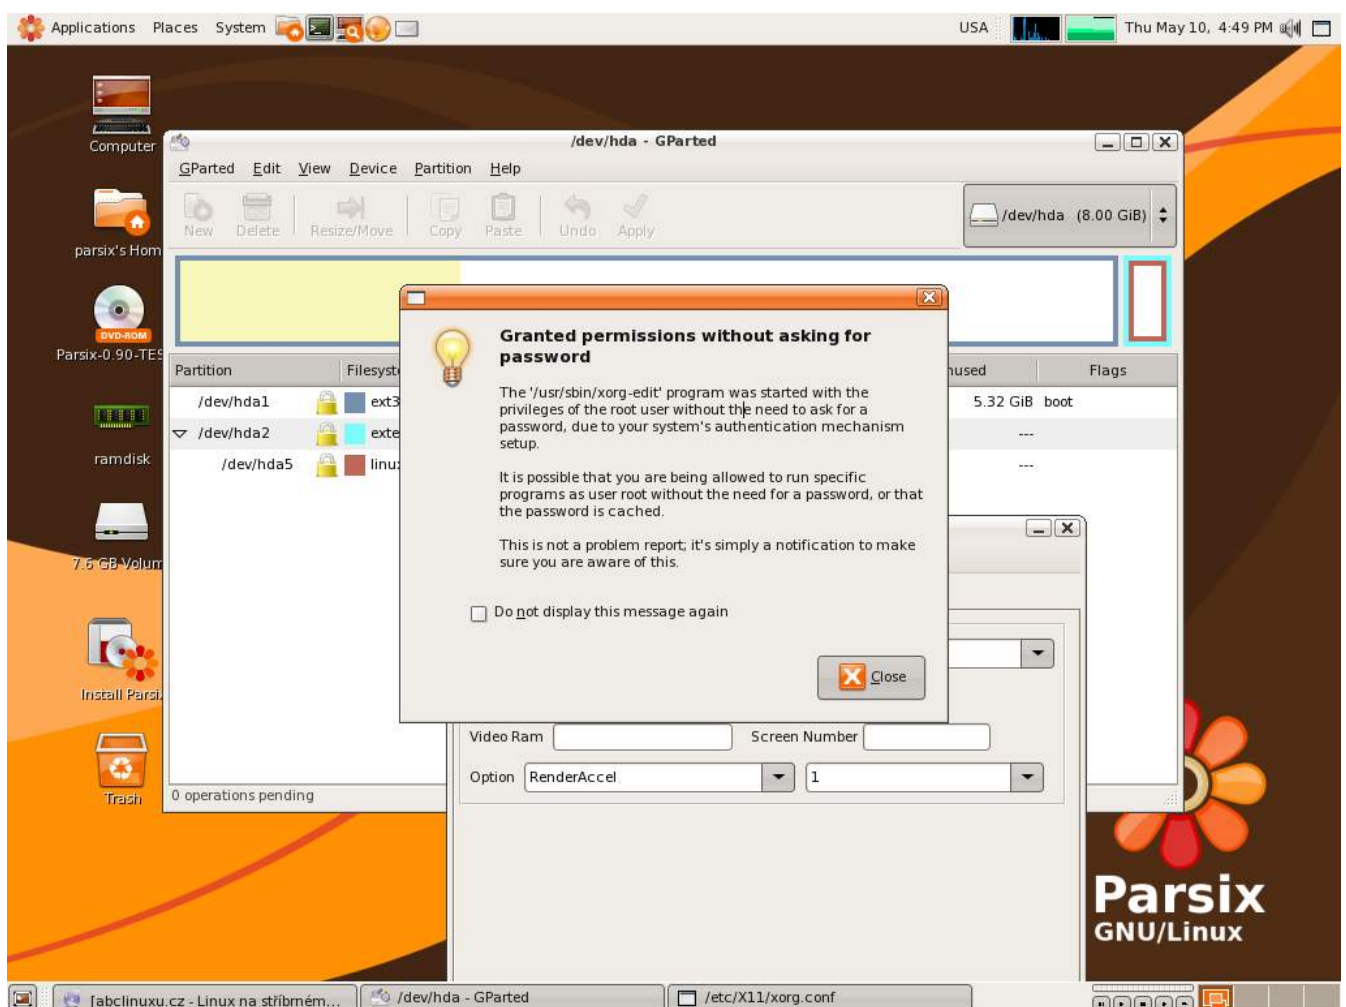 Applications Places System USA Thu May 10, 4:49 PM
Computer
parsix's Hom
DVD-ROM
Parsix-0.90-TES
ramdisk
7.6 GB Volum
Install Parsi
Trash
/dev/hda - GParted
GParted Edit View Device Partition Help
New Delete Resize/Move Copy Paste Undo Apply
/dev/hda (8.00 GiB)
Partition Filesyste nused Flags
/dev/hda1 ext3 5.32 GiB boot
/dev/hda2 exte ---
/dev/hda5 linux ---
0 operations pending
Granted permissions without asking for
password
The '/usr/sbin/xorg-edit' program was started with the
privileges of the root user without the need to ask for a
password, due to your system's authentication mechanism
setup.
It is possible that you are being allowed to run specific
programs as user root without the need for a password, or that
the password is cached.
This is not a problem report; it's simply a notification to make
sure you are aware of this.
Do not display this message again
Close
Video Ram Screen Number
Option RenderAccel 1
Parsix
GNU/Linux
[abclinuxu.cz - Linux na stříbrném... /dev/hda - GParted /etc/X11/xorg.conf